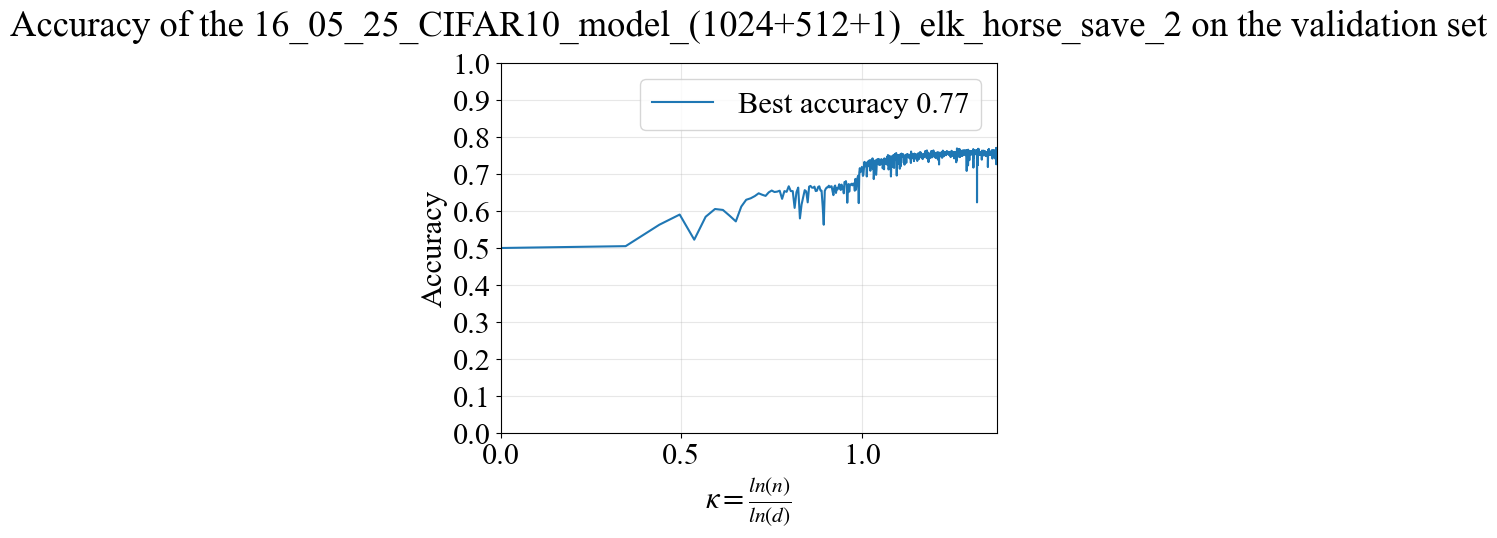 Accuracy of the 16_05_25_CIFAR10_model_(1024+512+1)_elk_horse_save_2 on the validation set
1.0
0.9
0.8
0.7
0.6
0.5
0.4
0.3
0.2
0.1
0.0
Accuracy
Best accuracy 0.77
0.0 0.5 1.0
κ = ln(n)/ln(d)